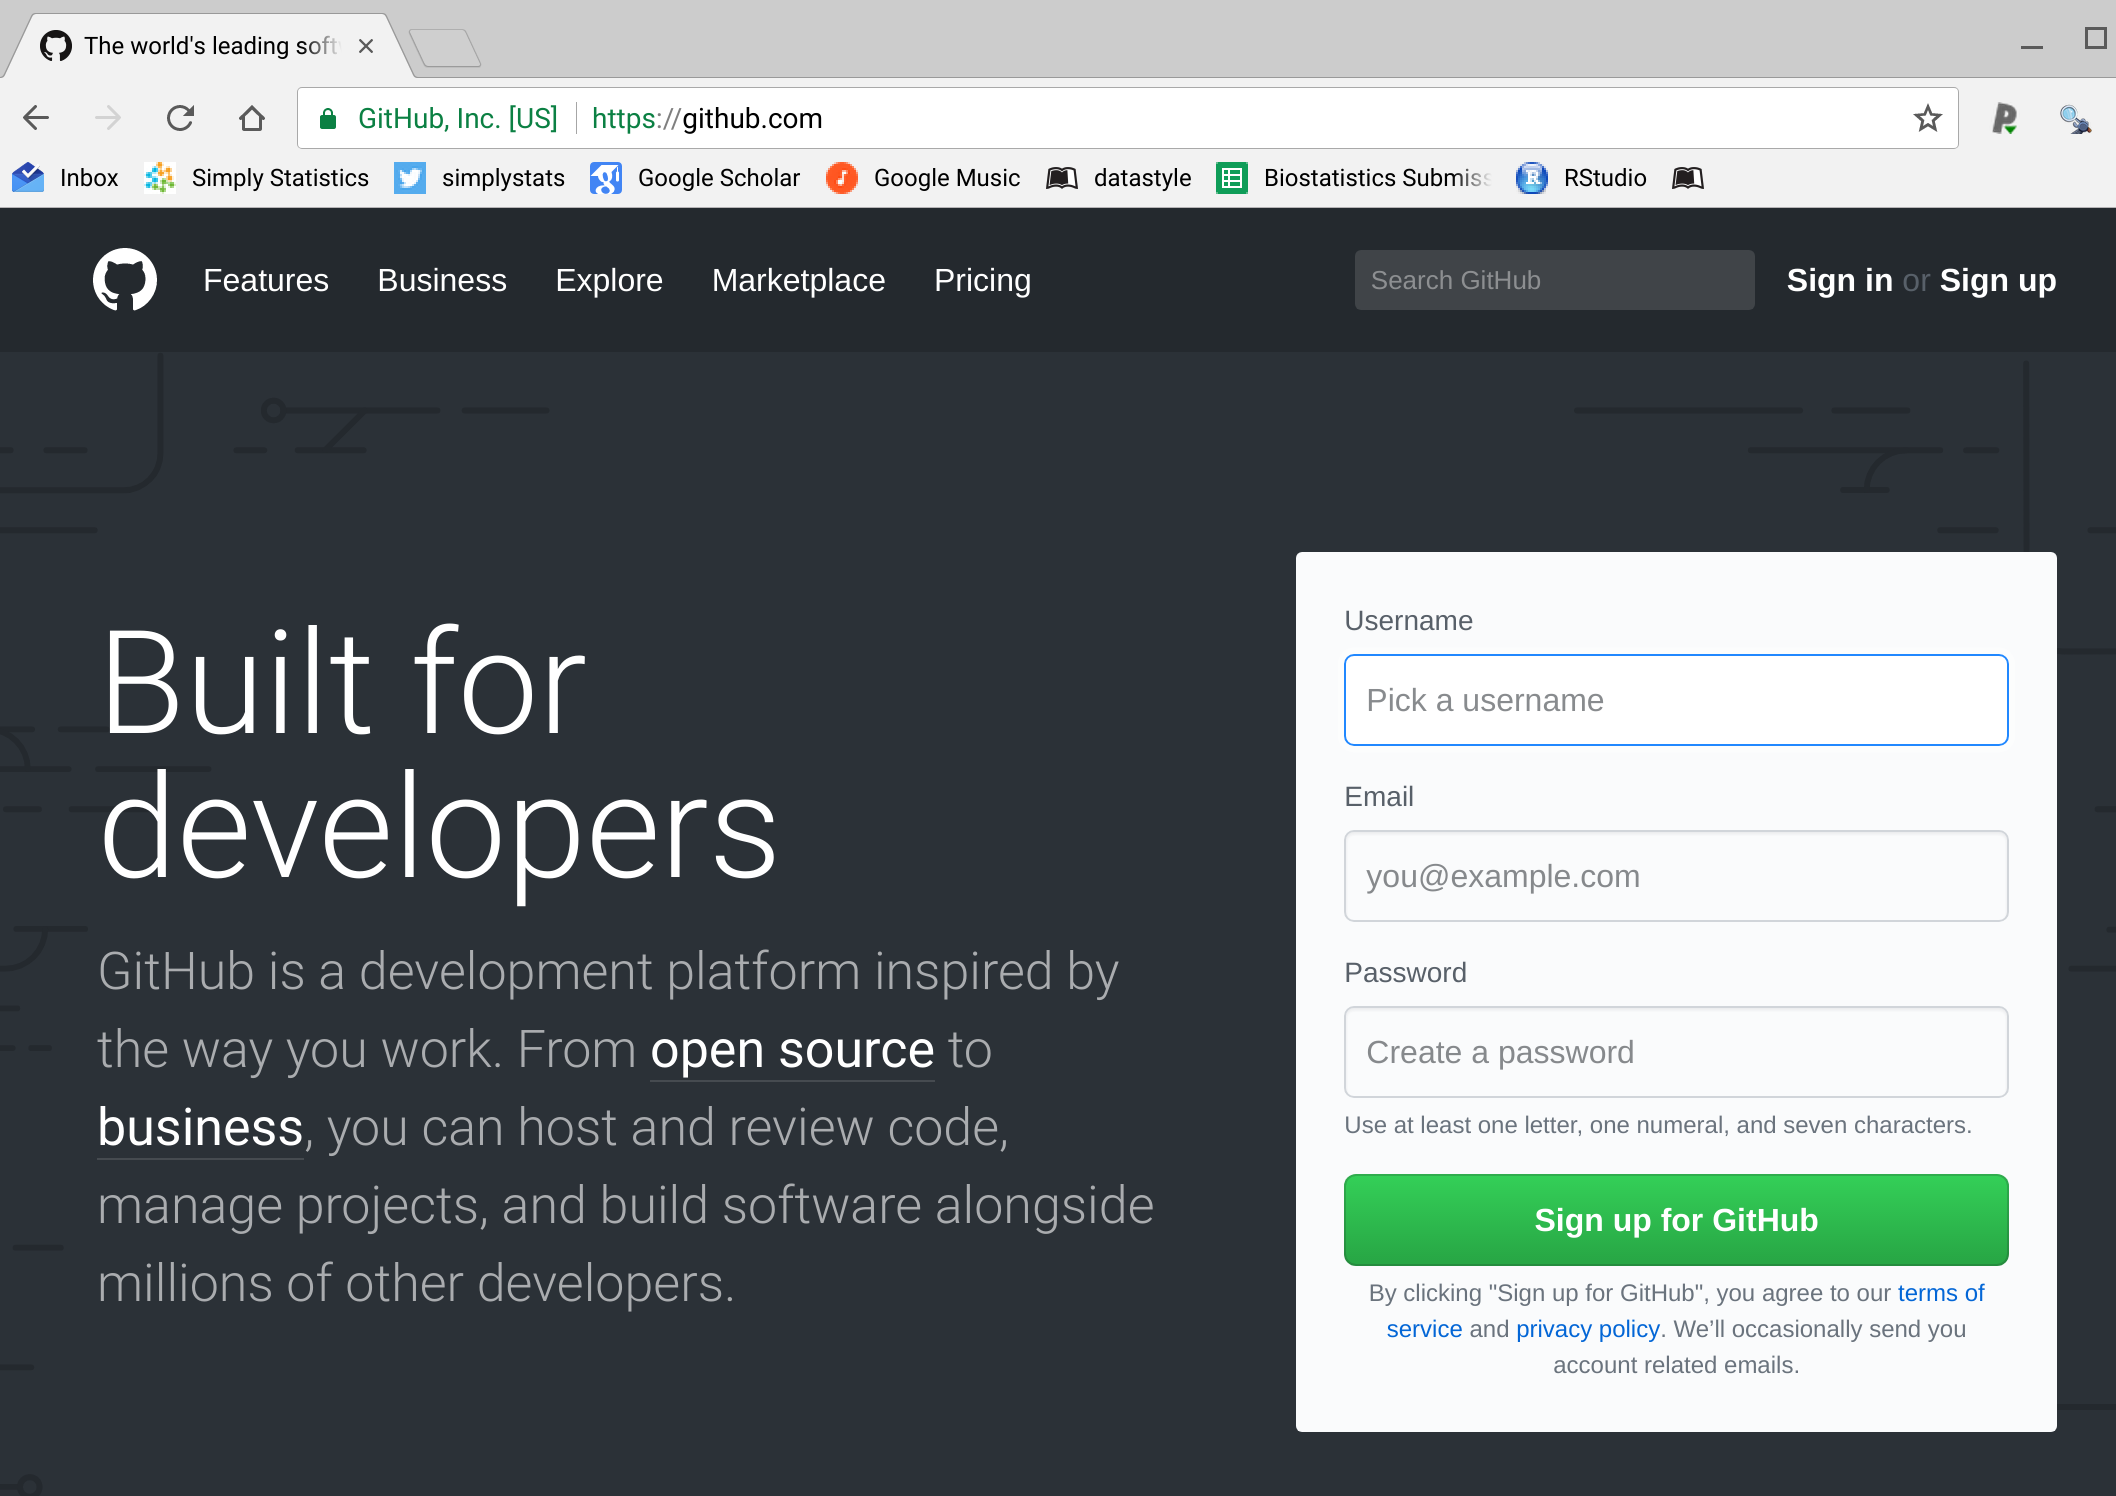 The world's leading soft
GitHub, Inc. [US] https://github.com
Inbox Simply Statistics simplystats Google Scholar Google Music datastyle Biostatistics Submiss RStudio
Features Business Explore Marketplace Pricing Search GitHub Sign in or Sign up
Built for
developers
GitHub is a development platform inspired by
the way you work. From open source to
business, you can host and review code,
manage projects, and build software alongside
millions of other developers.
Username
Pick a username
Email
you@example.com
Password
Create a password
Use at least one letter, one numeral, and seven characters.
Sign up for GitHub
By clicking "Sign up for GitHub", you agree to our terms of
service and privacy policy. We’ll occasionally send you
account related emails.